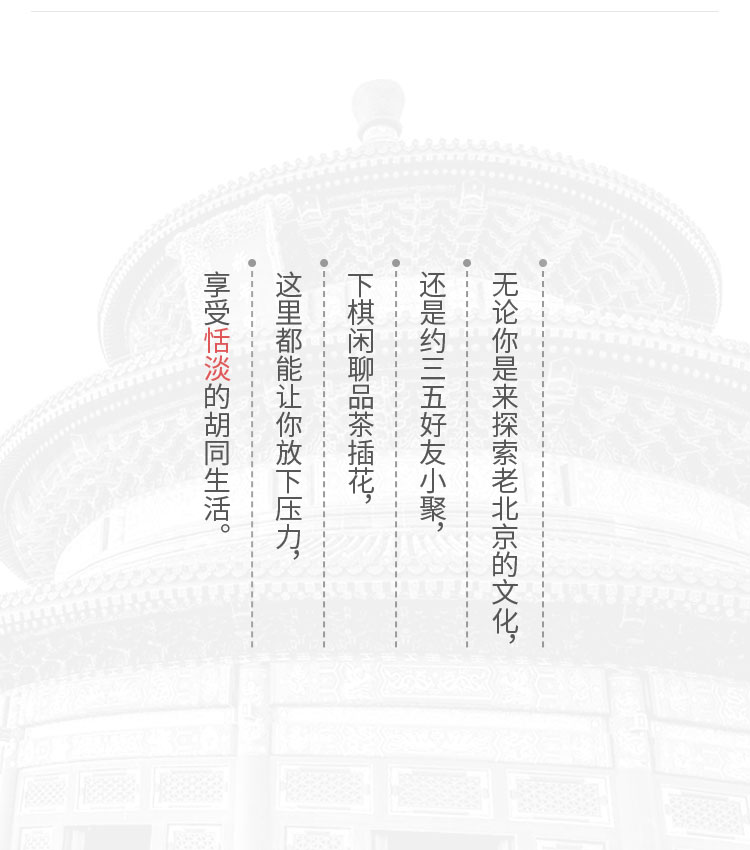 无论你是来探索老北京的文化，
还是约三五好友小聚，
下棋闲聊品茶插花，
这里都能让你放下压力，
享受恬淡的胡同生活。